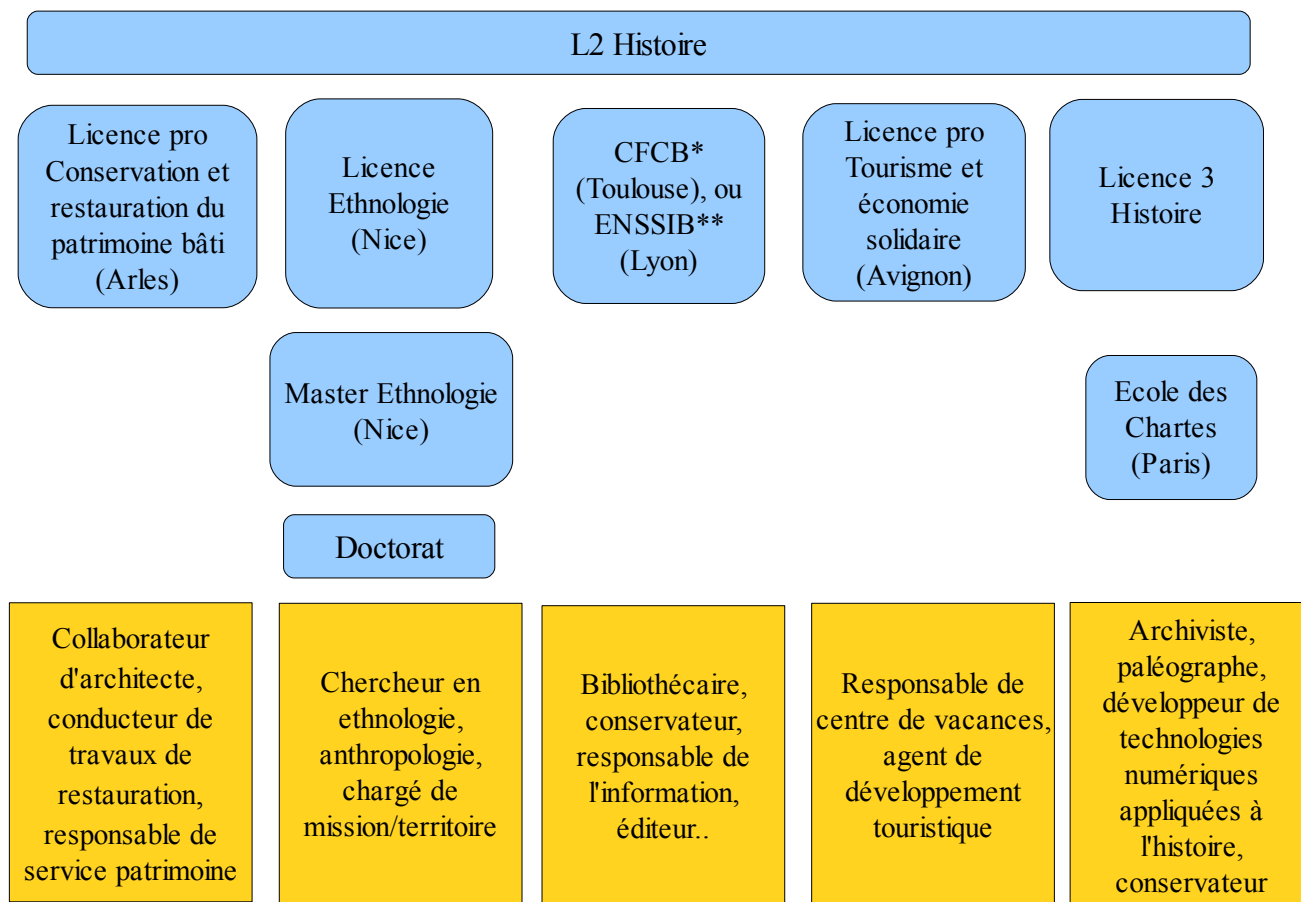 L2 Histoire
Licence pro
Conservation et
restauration du
patrimoine bâti
(Arles)
Licence
Ethnologie
(Nice)
CFCB*
(Toulouse), ou
ENSSIB**
(Lyon)
Licence pro
Tourisme et
économie
solidaire
(Avignon)
Licence 3
Histoire
Master Ethnologie
(Nice)
Ecole des
Chartes
(Paris)
Doctorat
Collaborateur
d'architecte,
conducteur de
travaux de
restauration,
responsable de
service patrimoine
Chercheur en
ethnologie,
anthropologie,
chargé de
mission/territoire
Bibliothécaire,
conservateur,
responsable de
l'information,
éditeur..
Responsable de
centre de vacances,
agent de
développement
touristique
Archiviste,
paléographe,
développeur de
technologies
numériques
appliquées à
l'histoire,
conservateur